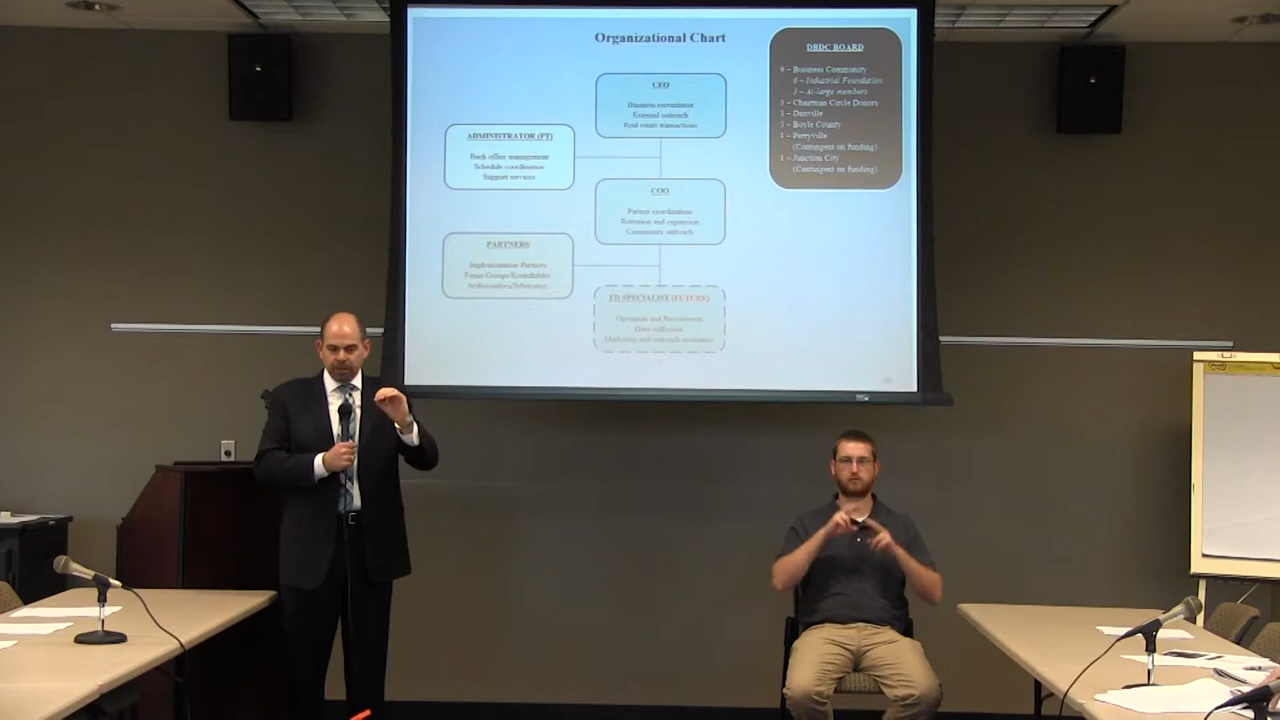 Organizational Chart
CEO
Business recruitment
External outreach
Real estate transactions
ADMINISTRATOR (PT)
Back office management
Schedule coordination
Support services
COO
Partner coordination
Retention and expansion
Community outreach
PARTNERS
Implementation Partners
Focus Groups/Roundtables
ED SPECIALIST (FUTURE)
Operation and Recruitment
Data collection
Marketing and outreach assistance
DBDC BOARD
9 – Business Community
6 – Industrial Foundation
3 – At-large members
3 – Chairman Circle Donors
3 – Danville
3 – Boyle County
1 – Perryville
(Contingent on funding)
1 – Junction City
(Contingent on funding)